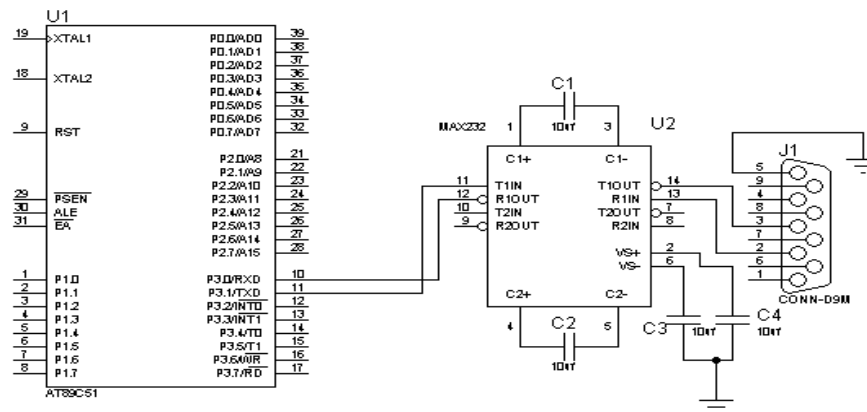 U1
19 XTAL1
18 XTAL2
9 RST
29 PSEN
30 ALE
31 EA
1 P1.0
2 P1.1
3 P1.2
4 P1.3
5 P1.4
6 P1.5
7 P1.6
8 P1.7
P0.0/AD0 39
P0.1/AD1 38
P0.2/AD2 37
P0.3/AD3 36
P0.4/AD4 35
P0.5/AD5 34
P0.6/AD6 33
P0.7/AD7 32
P2.0/A8 21
P2.1/A9 22
P2.2/A10 23
P2.3/A11 24
P2.4/A12 25
P2.5/A13 26
P2.6/A14 27
P2.7/A15 28
P3.0/RXD 10
P3.1/TXD 11
P3.2/INT0 12
P3.3/INT1 13
P3.4/T0 14
P3.5/T1 15
P3.6/WR 16
P3.7/RD 17
AT89C51
C1
10uF
1 3
U2
MAX232
C1+ C1-
11 T1IN
12 R1OUT
10 T2IN
9 R2OUT
T1OUT 14
R1IN 13
T2OUT 7
R2IN 8
VS+ 2
VS- 6
C2+ C2-
4 5
C2
10uF
C3
10uF
C4
10uF
J1
5
9
4
8
3
7
2
6
1
CONN-D9M